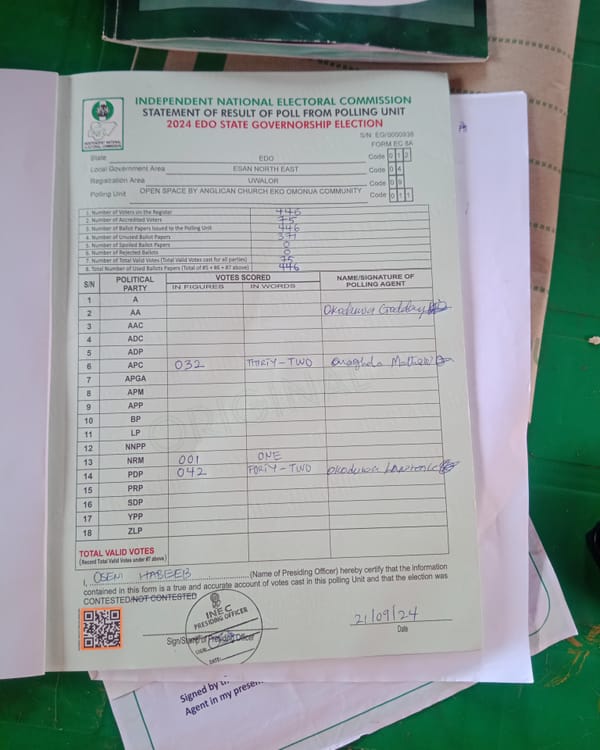 INDEPENDENT NATIONAL ELECTORAL COMMISSION
STATEMENT OF RESULT OF POLL FROM POLLING UNIT
2024 EDO STATE GOVERNORSHIP ELECTION
S/N: EG/0000938
FORM EC 8A
State EDO Code 0 1 2
Local Government Area ESAN NORTH EAST Code 0 4
Registration Area UWALOR Code 0 9
Polling Unit OPEN SPACE BY ANGLICAN CHURCH EKO OMONUA COMMUNITY Code 0 1 1
1. Number of Voters on the Register 446
2. Number of Accredited Voters 75
3. Number of Ballot Papers Issued to the Polling Unit 446
4. Number of Unused Ballot Papers 371
5. Number of Spoiled Ballot Papers 0
6. Number of Rejected Ballots 0
7. Number of Total Valid Votes (Total Valid Votes cast for all parties) 75
8. Total Number of Used Ballots Papers (Total of #5 + #6 + #7 above) 446
S/N POLITICAL PARTY VOTES SCORED NAME/SIGNATURE OF POLLING AGENT
IN FIGURES IN WORDS
1 A
2 AA Okoduwa
3 AAC
4 ADC
5 ADP
6 APC 032 THIRTY-TWO
7 APGA
8 APM
9 APP
10 BP
11 LP
12 NNPP
13 NRM 001 ONE
14 PDP 042 FORTY-TWO Okoduwa
15 PRP
16 SDP
17 YPP
18 ZLP
ORIGINAL
TOTAL VALID VOTES
(Record Total Valid Votes under #7 above)
I, OSENI HABEEB (Name of Presiding Officer) hereby certify that the information
contained in this form is a true and accurate account of votes cast in this polling Unit and that the election was
CONTESTED/NOT CONTESTED
INEC
PRESIDING OFFICER
SIGN:
DATE:
Sign/Stamp of Presiding Officer
21/09/24
Date
Signed by
Agent in my